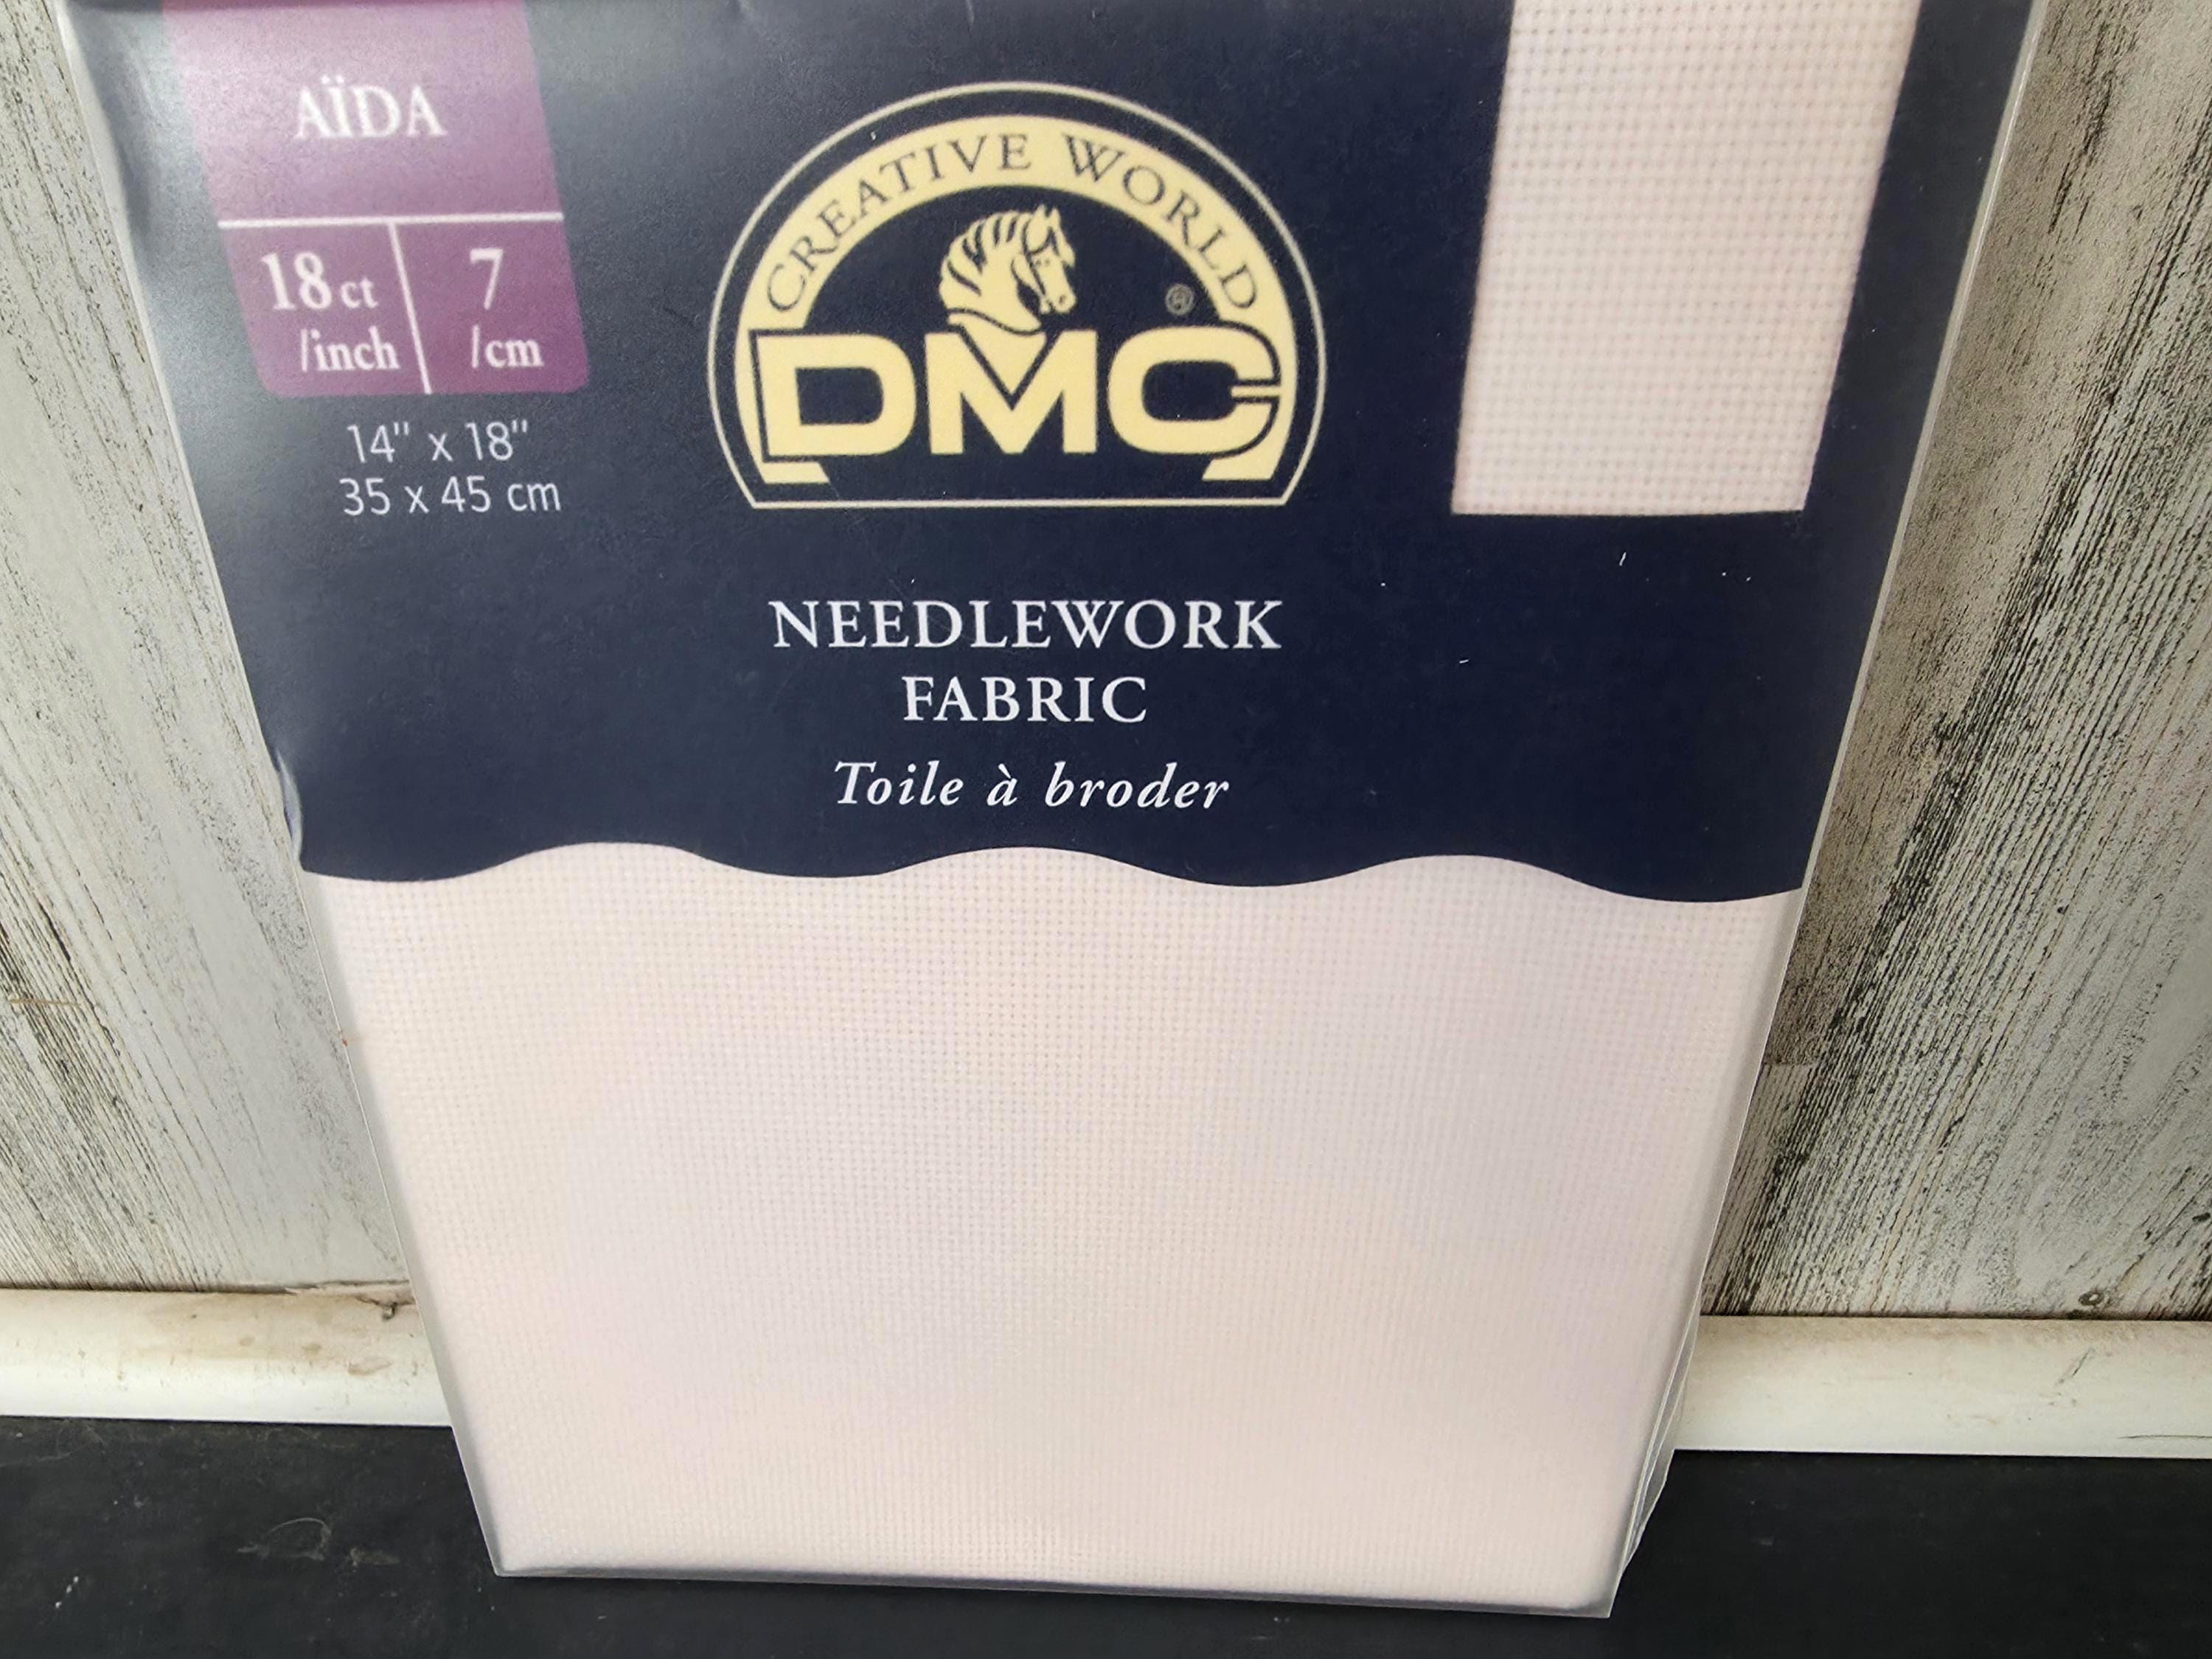 AÏDA
18 ct
/inch
7
/cm
14" x 18"
35 x 45 cm
CREATIVE WORLD
®
DMC
NEEDLEWORK
FABRIC
Toile à broder